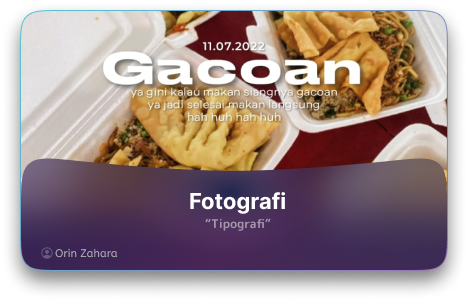 11.07.2022
Gacoan
ya gini kalau makan siangnya gacoan
ya jadi selesai makan langsung
hah huh hah huh
Fotografi
“Tipografi”
Orin Zahara